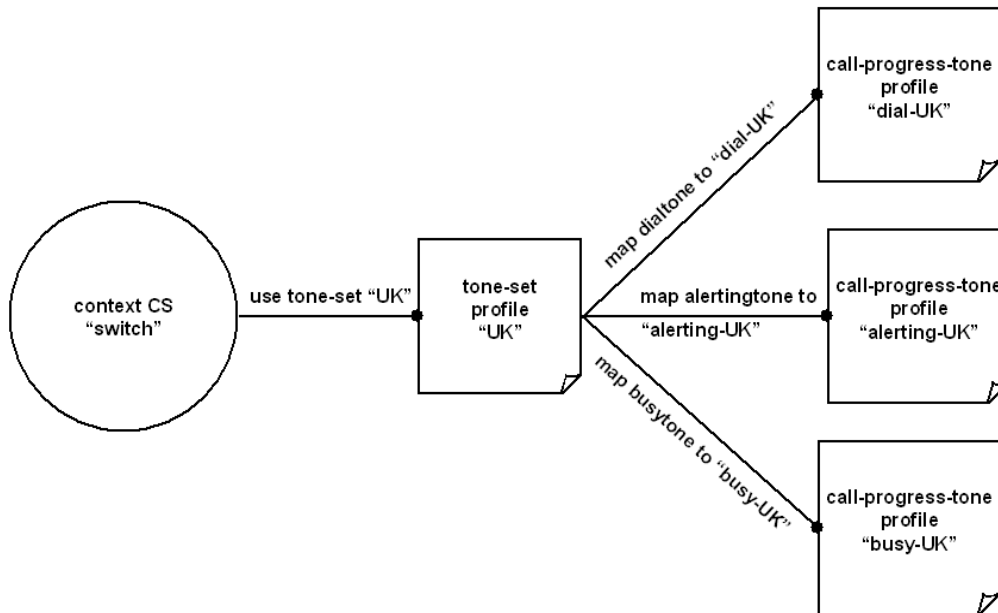 context CS
“switch”
use tone-set “UK”
tone-set
profile
“UK”
map dialtone to “dial-UK”
map alertingtone to
“alerting-UK”
map busytone to “busy-UK”
call-progress-tone
profile
“dial-UK”
call-progress-tone
profile
“alerting-UK”
call-progress-tone
profile
“busy-UK”